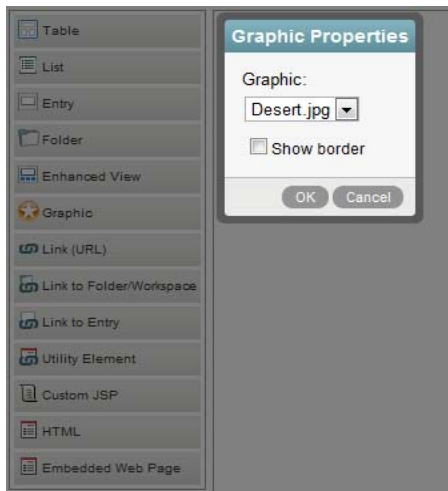 Table
List
Entry
Folder
Enhanced View
Graphic
Link (URL)
Link to Folder/Workspace
Link to Entry
Utility Element
Custom JSP
HTML
Embedded Web Page
Graphic Properties
Graphic:
Desert.jpg
Show border
OK Cancel